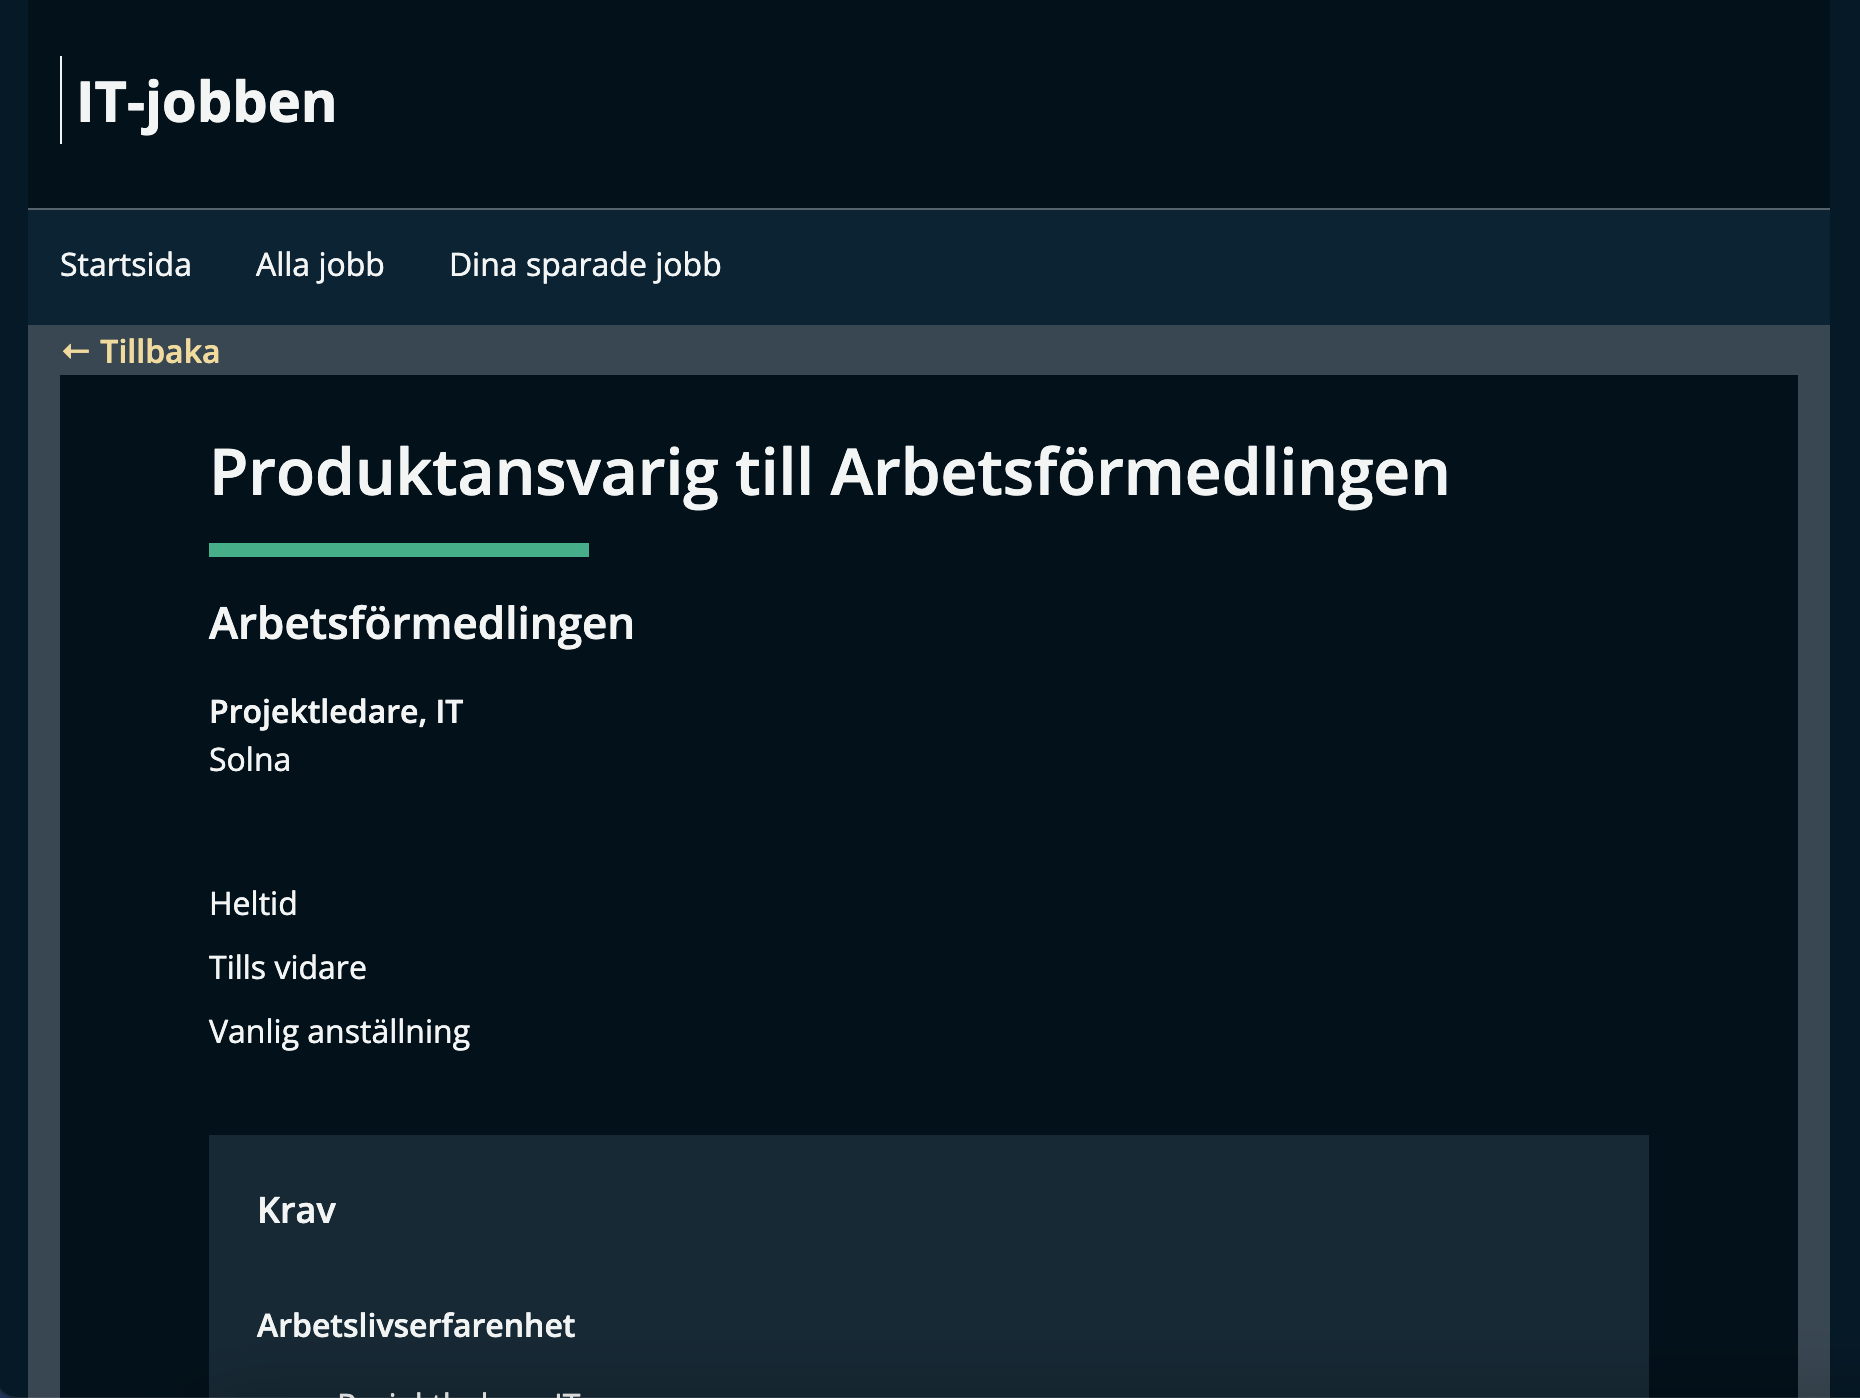 IT-jobben
Startsida Alla jobb Dina sparade jobb
← Tillbaka
Produktansvarig till Arbetsförmedlingen
Arbetsförmedlingen
Projektledare, IT
Solna
Heltid
Tills vidare
Vanlig anställning
Krav
Arbetslivserfarenhet